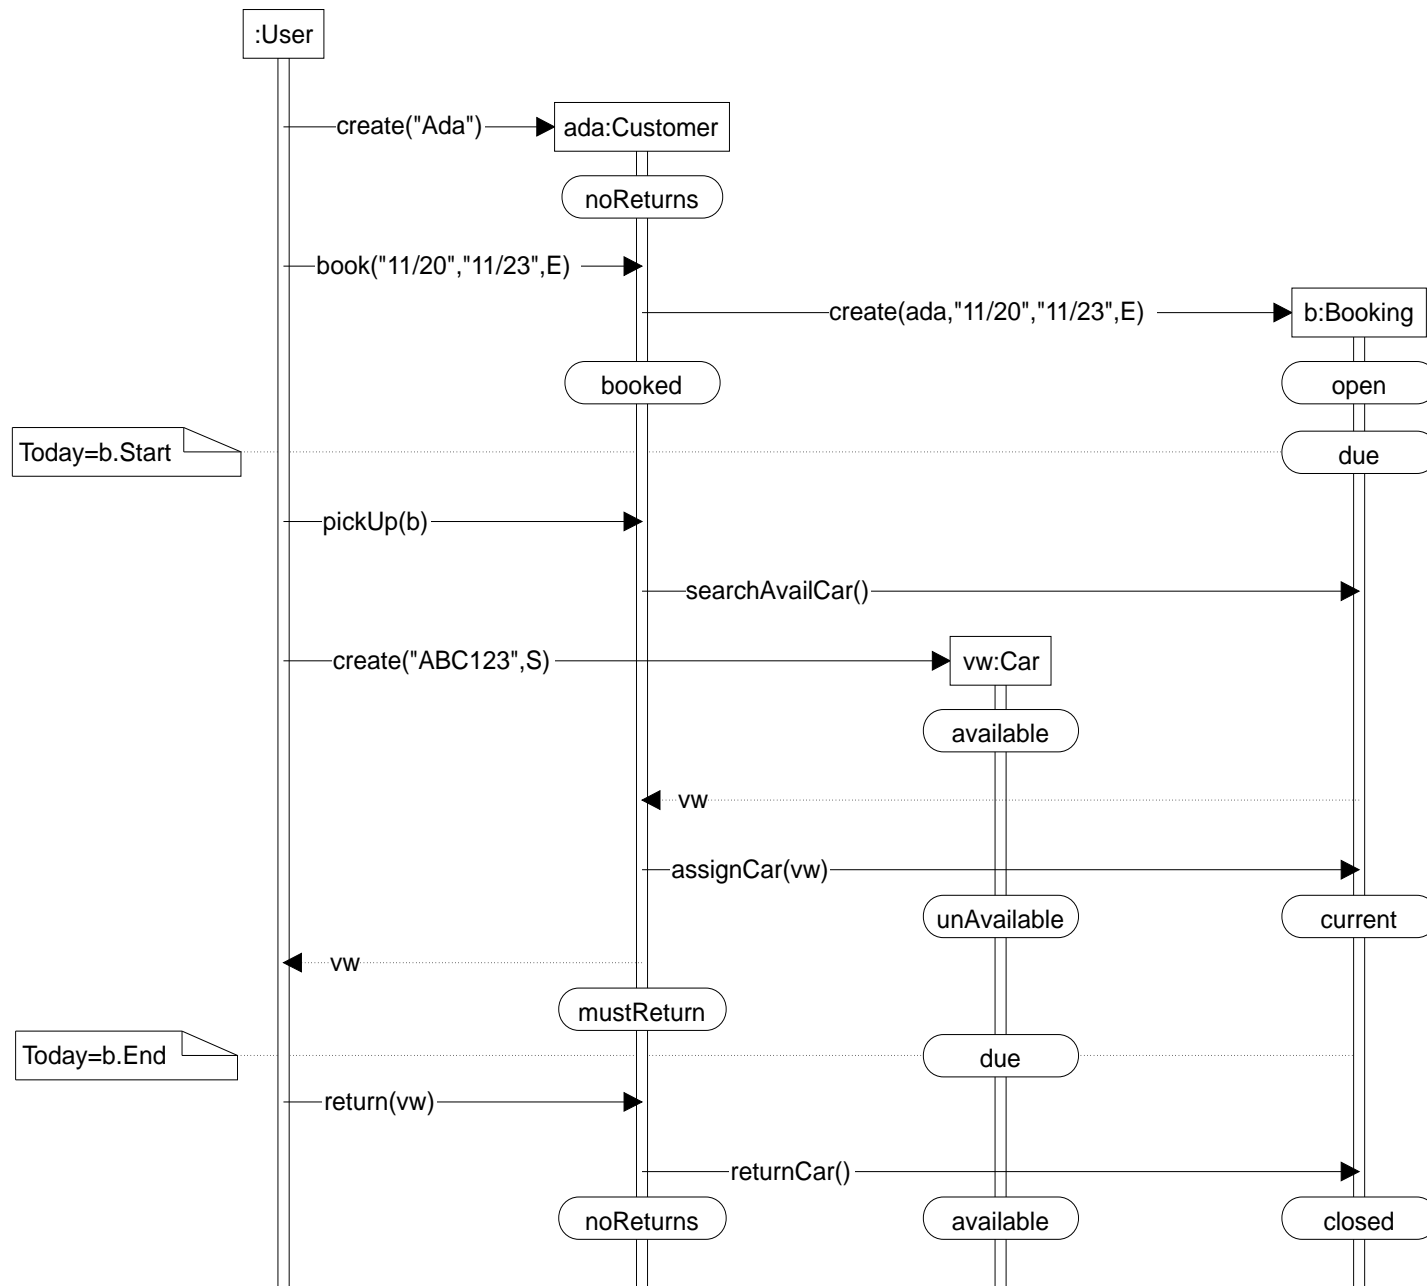 :User
create("Ada")
ada:Customer
noReturns
book("11/20","11/23",E)
create(ada,"11/20","11/23",E)
b:Booking
booked
open
Today=b.Start
due
pickUp(b)
searchAvailCar()
create("ABC123",S)
vw:Car
available
vw
assignCar(vw)
unAvailable
current
vw
mustReturn
Today=b.End
due
return(vw)
returnCar()
noReturns
available
closed